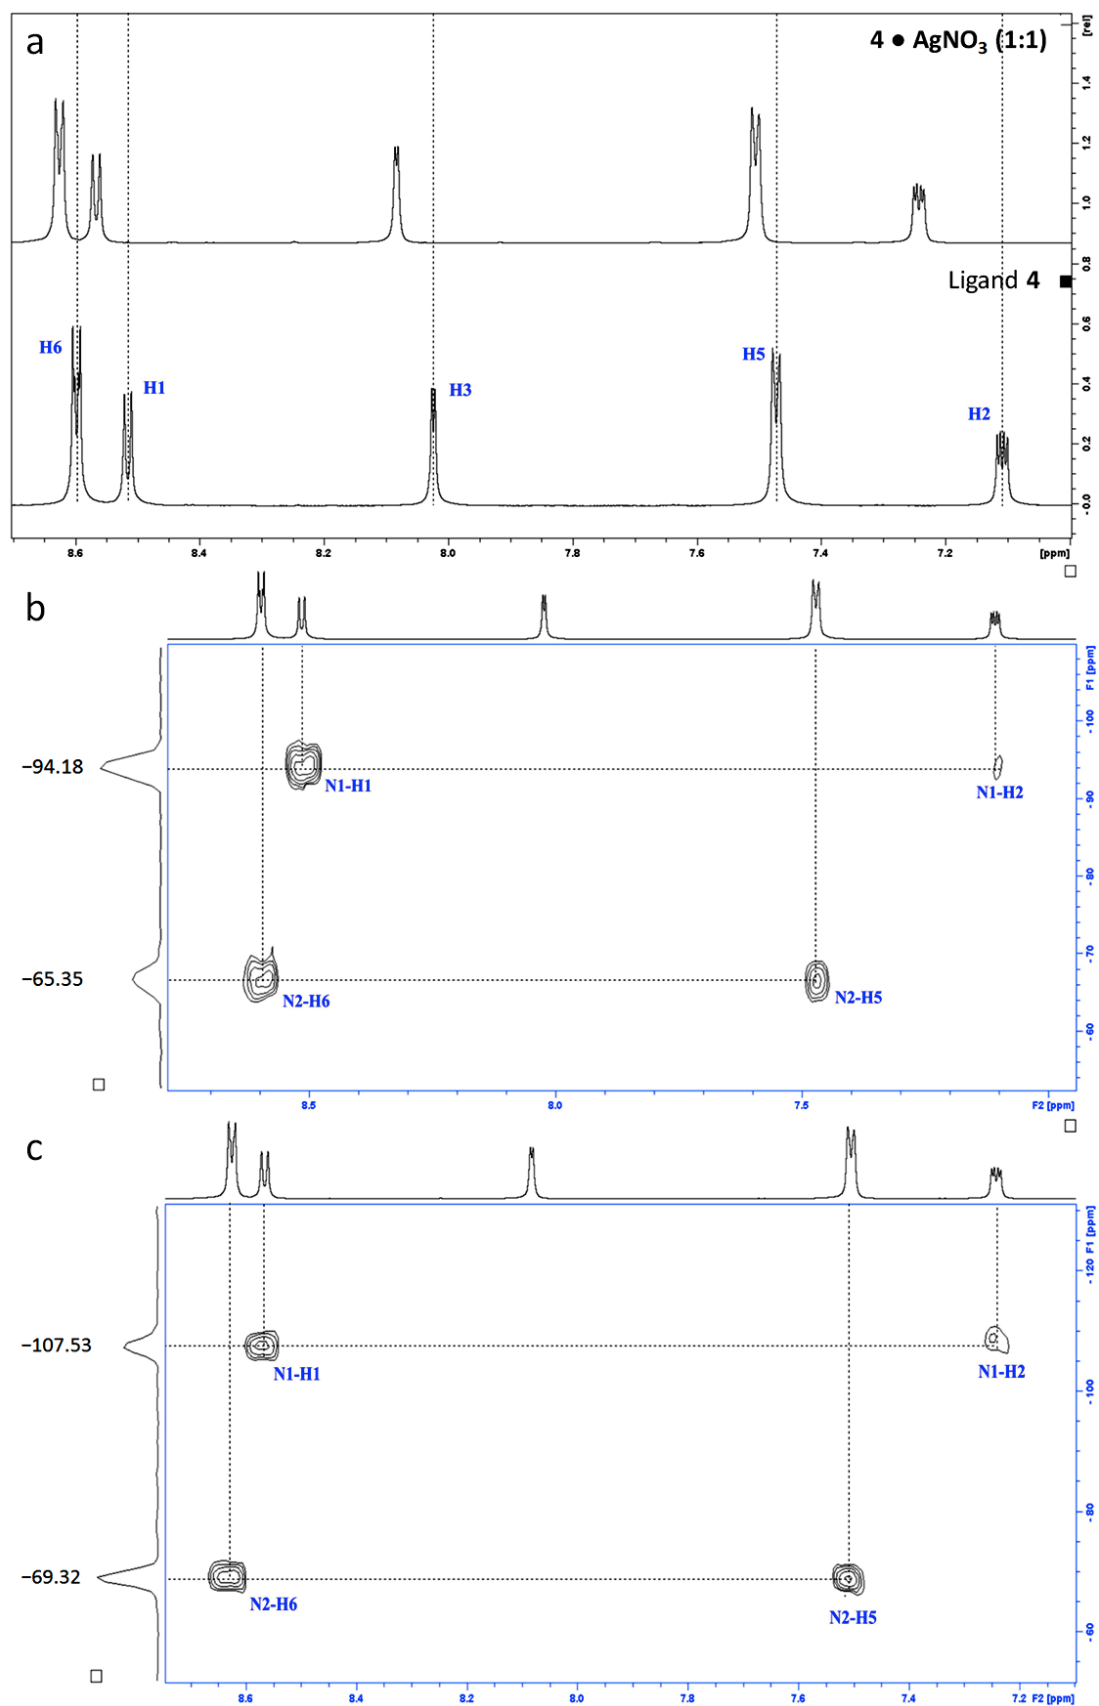 a
4 ● AgNO3 (1:1)
[rel]
1.4
1.2
1.0
0.8
0.6
0.4
0.2
- 0.0
Ligand 4 ■
H6
H1
H3
H5
H2
8.6 8.4 8.2 8.0 7.8 7.6 7.4 7.2 [ppm]
b
F1 [ppm]
-100
-90
-80
-70
-60
−94.18
N1-H1
N1-H2
−65.35
N2-H6
N2-H5
8.5 8.0 7.5 F2 [ppm]
c
F1 [ppm]
-120
-100
-80
-60
−107.53
N1-H1
N1-H2
−69.32
N2-H6
N2-H5
8.6 8.4 8.2 8.0 7.8 7.6 7.4 7.2 F2 [ppm]